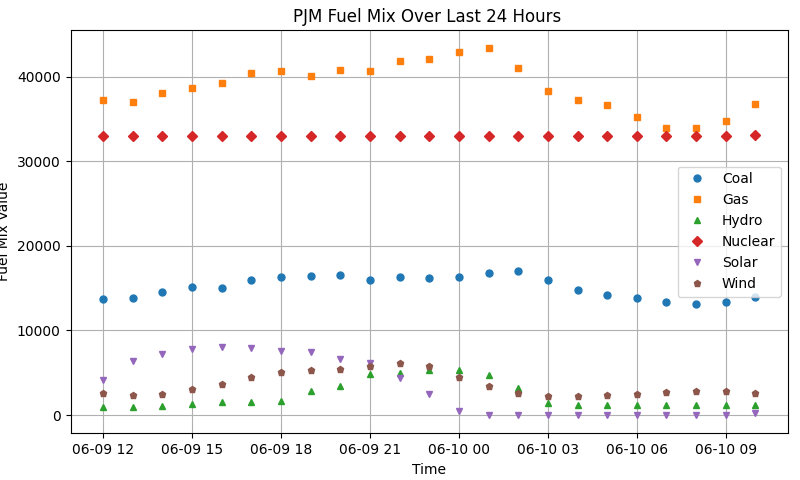 PJM Fuel Mix Over Last 24 Hours
40000
30000
20000
10000
0
Fuel Mix Value
Coal
Gas
Hydro
Nuclear
Solar
Wind
06-09 12 06-09 15 06-09 18 06-09 21 06-10 00 06-10 03 06-10 06 06-10 09
Time